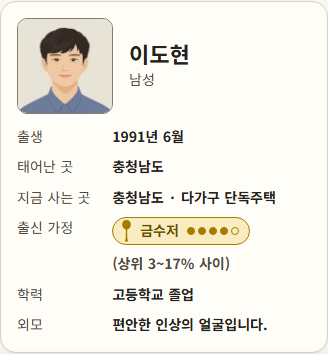 이도현
남성
출생 1991년 6월
태어난 곳 충청남도
지금 사는 곳 충청남도 · 다가구 단독주택
출신 가정 금수저
(상위 3~17% 사이)
학력 고등학교 졸업
외모 편안한 인상의 얼굴입니다.